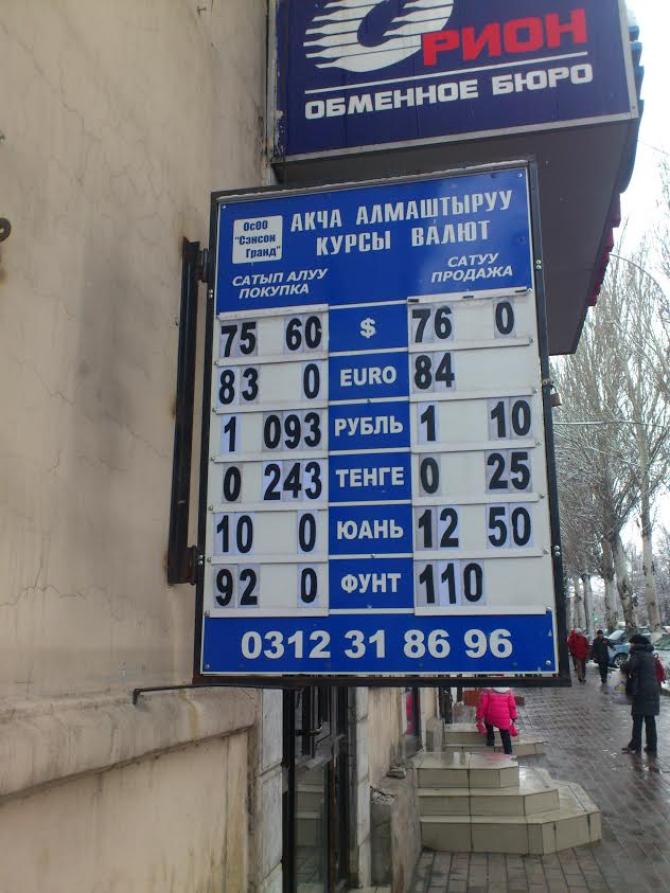 ОРИОН
ОБМЕННОЕ БЮРО
ОсОО
"Сэнсон
Гранд"
АКЧА АЛМАШТЫРУУ
КУРСЫ ВАЛЮТ
САТЫП АЛУУ
ПОКУПКА
САТУУ
ПРОДАЖА
75 60 $ 76 0
83 0 EURO 84
1 093 РУБЛЬ 1 10
0 243 ТЕНГЕ 0 25
10 0 ЮАНЬ 12 50
92 0 ФУНТ 110
0312 31 86 96